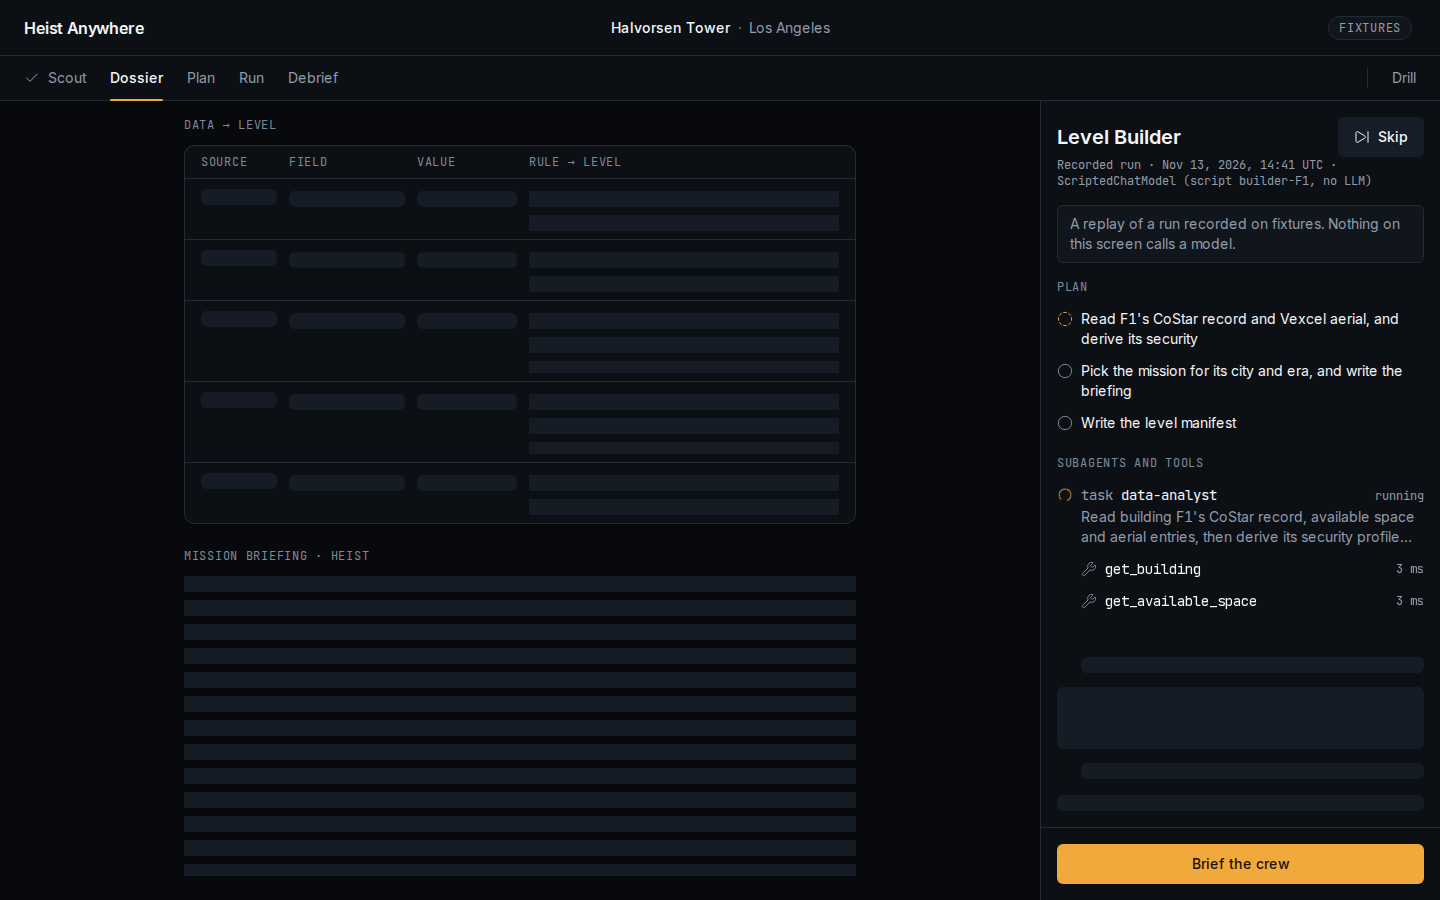 Heist Anywhere
Halvorsen Tower · Los Angeles
FIXTURES
Scout
Dossier
Plan
Run
Debrief
Drill
DATA → LEVEL
SOURCE
FIELD
VALUE
RULE → LEVEL
MISSION BRIEFING · HEIST
Level Builder
Skip
Recorded run · Nov 13, 2026, 14:41 UTC ·
ScriptedChatModel (script builder-F1, no LLM)
A replay of a run recorded on fixtures. Nothing on
this screen calls a model.
PLAN
Read F1's CoStar record and Vexcel aerial, and
derive its security
Pick the mission for its city and era, and write the
briefing
Write the level manifest
SUBAGENTS AND TOOLS
task data-analyst
running
Read building F1's CoStar record, available space
and aerial entries, then derive its security profile…
get_building
3 ms
get_available_space
3 ms
Brief the crew